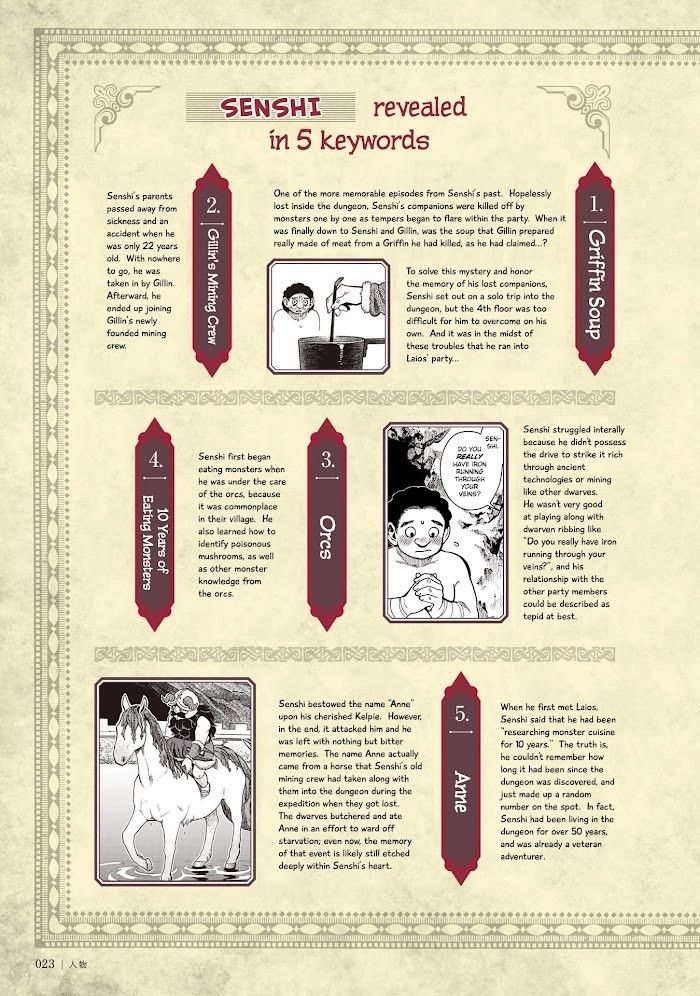 SENSHI revealed
in 5 keywords
1.
Griffin Soup
One of the more memorable episodes from Senshi's past. Hopelessly
lost inside the dungeon, Senshi's companions were killed off by
monsters one by one as tempers began to flare within the party. When it
was finally down to Senshi and Gillin, was the soup that Gillin prepared
really made of meat from a Griffin he had killed, as he had claimed...?
To solve this mystery and honor
the memory of his lost companions,
Senshi set out on a solo trip into the
dungeon, but the 4th floor was too
difficult for him to overcome on his
own. And it was in the midst of
these troubles that he ran into
Laios' party...
2.
Gillin's Mining Crew
Senshi's parents
passed away from
sickness and an
accident when he
was only 22 years
old. With nowhere
to go, he was
taken in by Gillin.
Afterward, he
ended up joining
Gillin's newly
founded mining
crew.
Senshi struggled interally
because he didn't possess
the drive to strike it rich
through ancient
technologies or mining
like other dwarves.
He wasn't very good
at playing along with
dwarven ribbing like
"Do you really have iron
running through your
veins?", and his
relationship with the
other party members
could be described as
tepid at best.
SEN-
SHI.
DO YOU
REALLY
HAVE IRON
RUNNING
THROUGH
YOUR
VEINS?
3.
Orcs
Senshi first began
eating monsters when
he was under the care
of the orcs, because
it was commonplace
in their village. He
also learned how to
identify poisonous
mushrooms, as well
as other monster
knowledge from
the orcs.
4.
10 Years of
Eating Monsters
When he first met Laios,
Senshi said that he had been
"researching monster cuisine
for 10 years." The truth is,
he couldn't remember how
long it had been since the
dungeon was discovered, and
just made up a random
number on the spot. In fact,
Senshi had been living in the
dungeon for over 50 years,
and was already a veteran
adventurer.
5.
Anne
Senshi bestowed the name "Anne"
upon his cherished Kelpie. However,
in the end, it attacked him and he
was left with nothing but bitter
memories. The name Anne actually
came from a horse that Senshi's old
mining crew had taken along with
them into the dungeon during the
expedition when they got lost.
The dwarves butchered and ate
Anne in an effort to ward off
starvation; even now, the memory
of that event is likely still etched
deeply within Senshi's heart.
023 | 人物